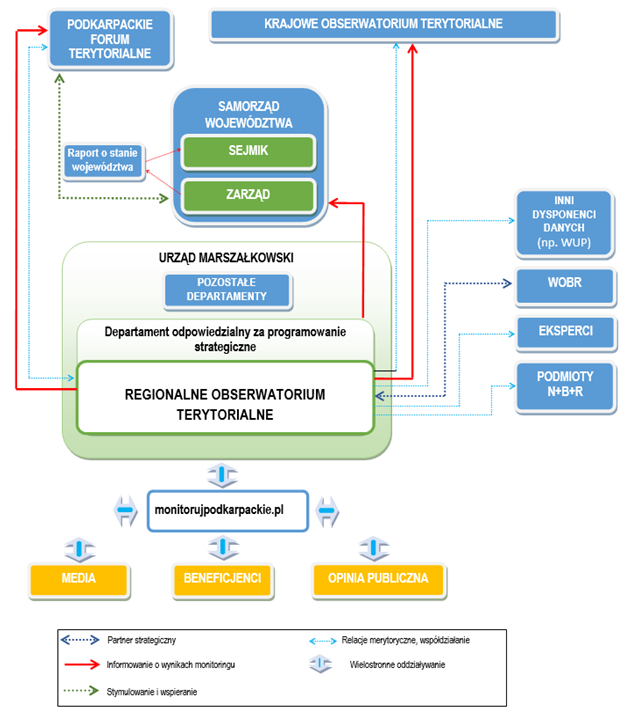 PODKARPACKIE
FORUM
TERYTORIALNE
KRAJOWE OBSERWATORIUM TERYTORIALNE
SAMORZĄD
WOJEWÓDZTWA
SEJMIK
Raport o stanie
województwa
ZARZĄD
INNI
DYSPONENCI
DANYCH
(np. WUP)
URZĄD MARSZAŁKOWSKI
POZOSTAŁE
DEPARTAMENTY
WOBR
EKSPERCI
Departament odpowiedzialny za programowanie
strategiczne
PODMIOTY
N+B+R
REGIONALNE OBSERWATORIUM
TERYTORIALNE
monitorujpodkarpackie.pl
MEDIA
BENEFICJENCI
OPINIA PUBLICZNA
Partner strategiczny
Relacje merytoryczne, współdziałanie
Informowanie o wynikach monitoringu
Wielostronne oddziaływanie
Stymulowanie i wspieranie